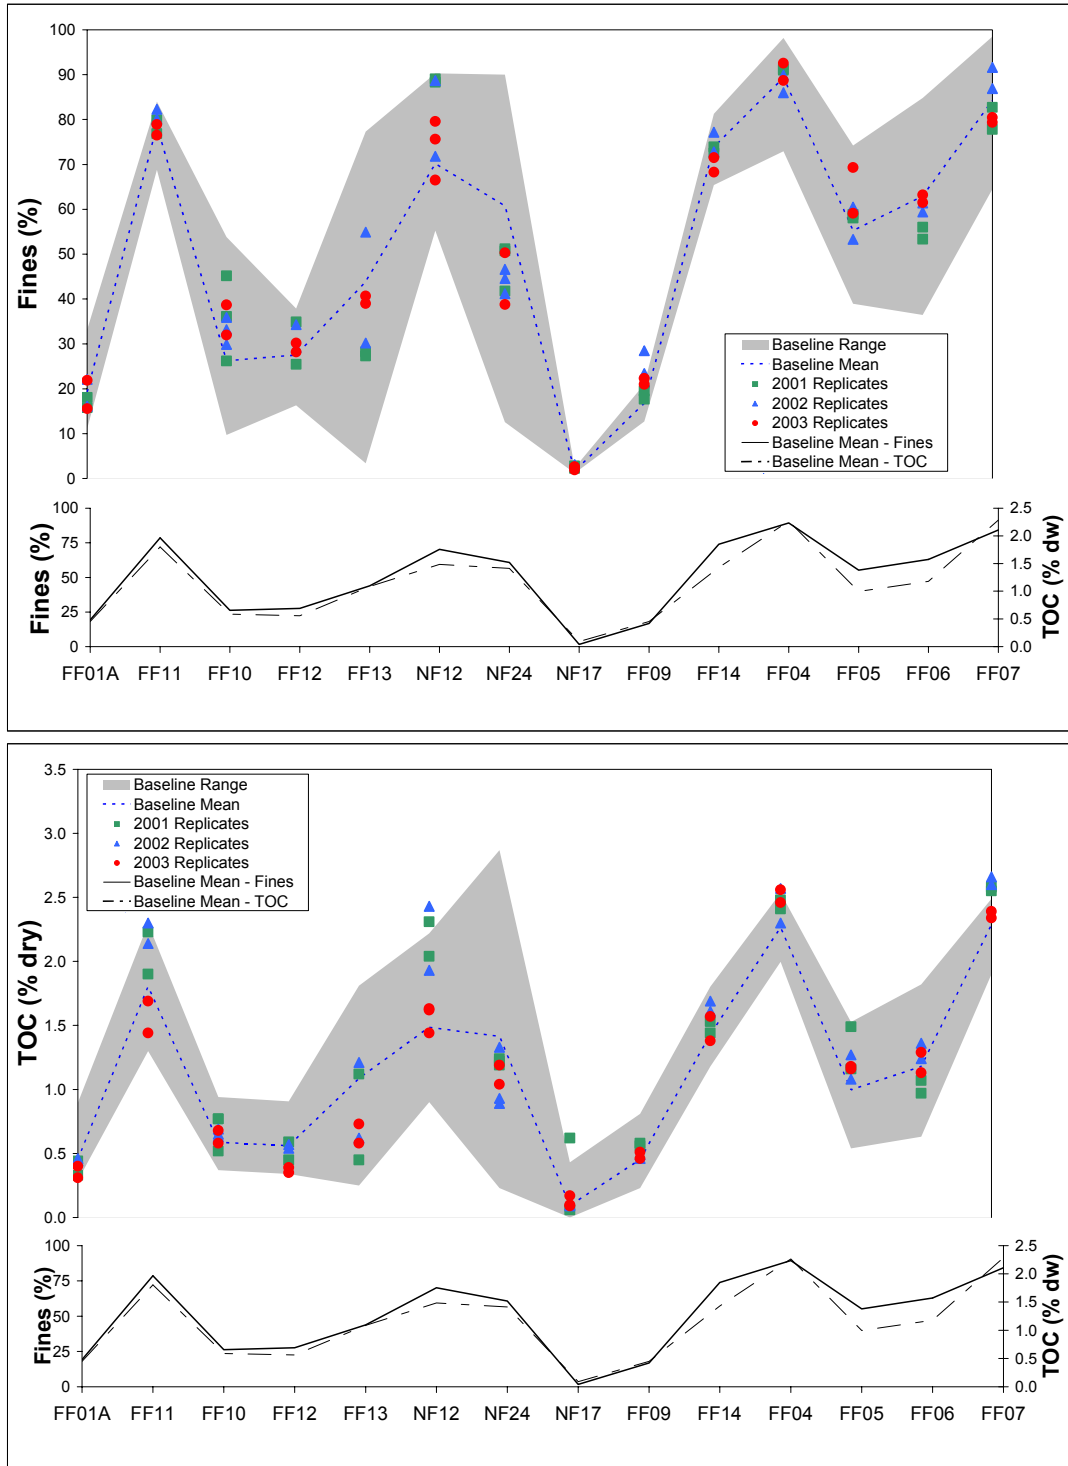 100
90
80
70
60
50
40
30
20
10
0
Fines (%)
Baseline Range
Baseline Mean
2001 Replicates
2002 Replicates
2003 Replicates
Baseline Mean - Fines
Baseline Mean - TOC
100
75
50
25
0
Fines (%)
2.5
2.0
1.5
1.0
0.5
0.0
TOC (% dw)
FF01A FF11 FF10 FF12 FF13 NF12 NF24 NF17 FF09 FF14 FF04 FF05 FF06 FF07
3.5
3.0
2.5
2.0
1.5
1.0
0.5
0.0
TOC (% dry)
Baseline Range
Baseline Mean
2001 Replicates
2002 Replicates
2003 Replicates
Baseline Mean - Fines
Baseline Mean - TOC
100
75
50
25
0
Fines (%)
2.5
2.0
1.5
1.0
0.5
0.0
TOC (% dw)
FF01A FF11 FF10 FF12 FF13 NF12 NF24 NF17 FF09 FF14 FF04 FF05 FF06 FF07